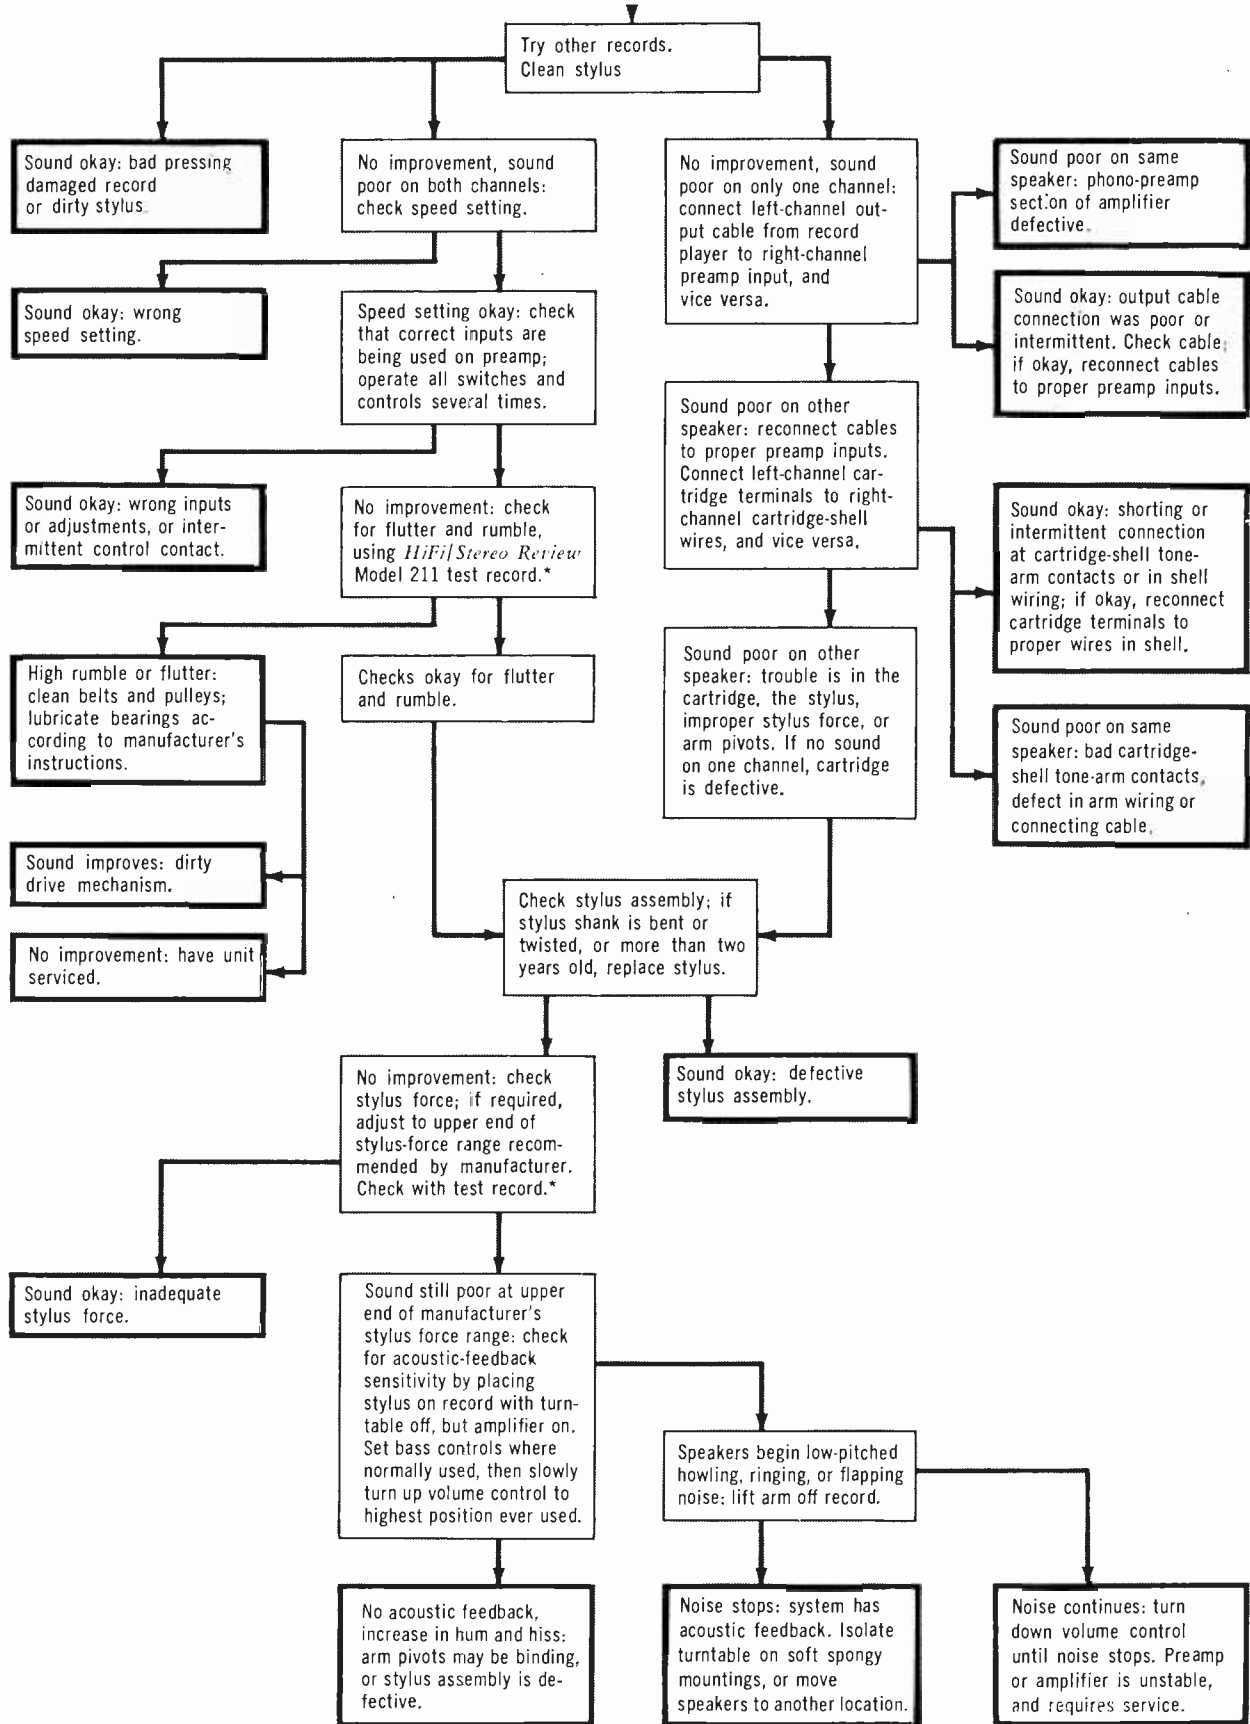 Try other records.
Clean stylus
Sound okay: bad pressing
damaged record
or dirty stylus.
No improvement, sound
poor on both channels:
check speed setting.
No improvement, sound
poor on only one channel:
connect left-channel out-
put cable from record
player to right-channel
preamp input, and
vice versa.
Sound poor on same
speaker: phono-preamp
section of amplifier
defective.
Sound okay: output cable
connection was poor or
intermittent. Check cable;
if okay, reconnect cables
to proper preamp inputs.
Sound okay: wrong
speed setting.
Speed setting okay: check
that correct inputs are
being used on preamp;
operate all switches and
controls several times.
Sound poor on other
speaker: reconnect cables
to proper preamp inputs.
Connect left-channel car-
tridge terminals to right-
channel cartridge-shell
wires, and vice versa.
Sound okay: wrong inputs
or adjustments, or inter-
mittent control contact.
No improvement: check
for flutter and rumble,
using HiFi/Stereo Review
Model 211 test record.*
Sound okay: shorting or
intermittent connection
at cartridge-shell tone-
arm contacts or in shell
wiring; if okay, reconnect
cartridge terminals to
proper wires in shell.
High rumble or flutter:
clean belts and pulleys;
lubricate bearings ac-
cording to manufacturer's
instructions.
Checks okay for flutter
and rumble.
Sound poor on other
speaker: trouble is in the
cartridge, the stylus,
improper stylus force, or
arm pivots. If no sound
on one channel, cartridge
is defective.
Sound poor on same
speaker: bad cartridge-
shell tone-arm contacts,
defect in arm wiring or
connecting cable.
Sound improves: dirty
drive mechanism.
No improvement: have unit
serviced.
Check stylus assembly; if
stylus shank is bent or
twisted, or more than two
years old, replace stylus.
No improvement: check
stylus force; if required,
adjust to upper end of
stylus-force range recom-
mended by manufacturer.
Check with test record.*
Sound okay: defective
stylus assembly.
Sound okay: inadequate
stylus force.
Sound still poor at upper
end of manufacturer's
stylus force range: check
for acoustic-feedback
sensitivity by placing
stylus on record with turn-
table off, but amplifier on.
Set bass controls where
normally used, then slowly
turn up volume control to
highest position ever used.
Speakers begin low-pitched
howling, ringing, or flapping
noise: lift arm off record.
No acoustic feedback,
increase in hum and hiss:
arm pivots may be binding,
or stylus assembly is de-
fective.
Noise stops: system has
acoustic feedback. Isolate
turntable on soft spongy
mountings, or move
speakers to another location.
Noise continues: turn
down volume control
until noise stops. Preamp
or amplifier is unstable,
and requires service.